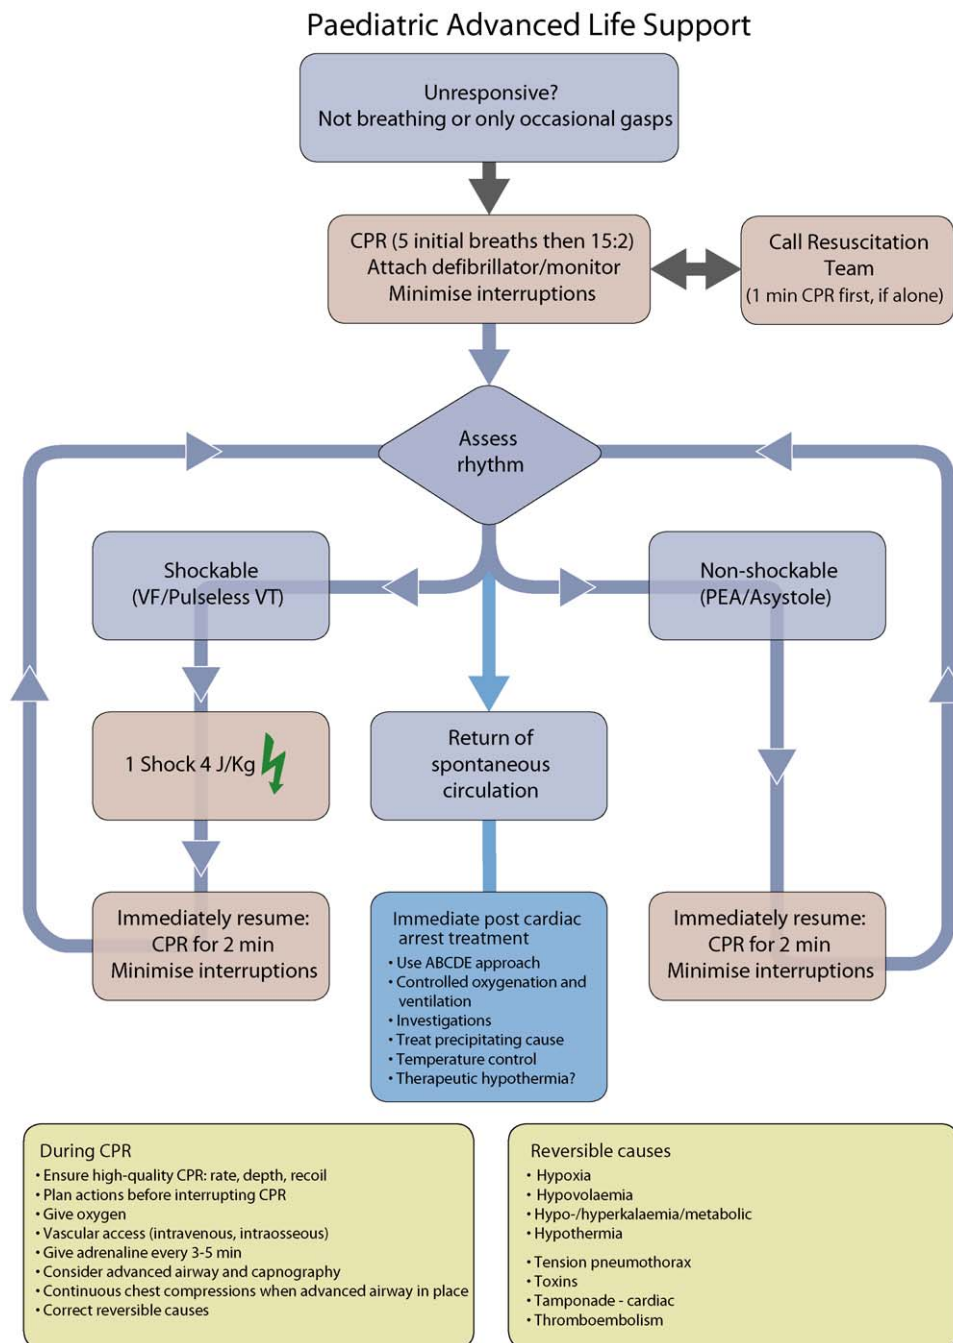 Paediatric Advanced Life Support
Unresponsive?
Not breathing or only occasional gasps
CPR (5 initial breaths then 15:2)
Attach defibrillator/monitor
Minimise interruptions
Call Resuscitation
Team
(1 min CPR first, if alone)
Assess
rhythm
Shockable
(VF/Pulseless VT)
Non-shockable
(PEA/Asystole)
1 Shock 4 J/Kg
Return of
spontaneous
circulation
Immediately resume:
CPR for 2 min
Minimise interruptions
Immediate post cardiac
arrest treatment
• Use ABCDE approach
• Controlled oxygenation and
ventilation
• Investigations
• Treat precipitating cause
• Temperature control
• Therapeutic hypothermia?
Immediately resume:
CPR for 2 min
Minimise interruptions
During CPR
• Ensure high-quality CPR: rate, depth, recoil
• Plan actions before interrupting CPR
• Give oxygen
• Vascular access (intravenous, intraosseous)
• Give adrenaline every 3-5 min
• Consider advanced airway and capnography
• Continuous chest compressions when advanced airway in place
• Correct reversible causes
Reversible causes
• Hypoxia
• Hypovolaemia
• Hypo-/hyperkalaemia/metabolic
• Hypothermia
• Tension pneumothorax
• Toxins
• Tamponade - cardiac
• Thromboembolism